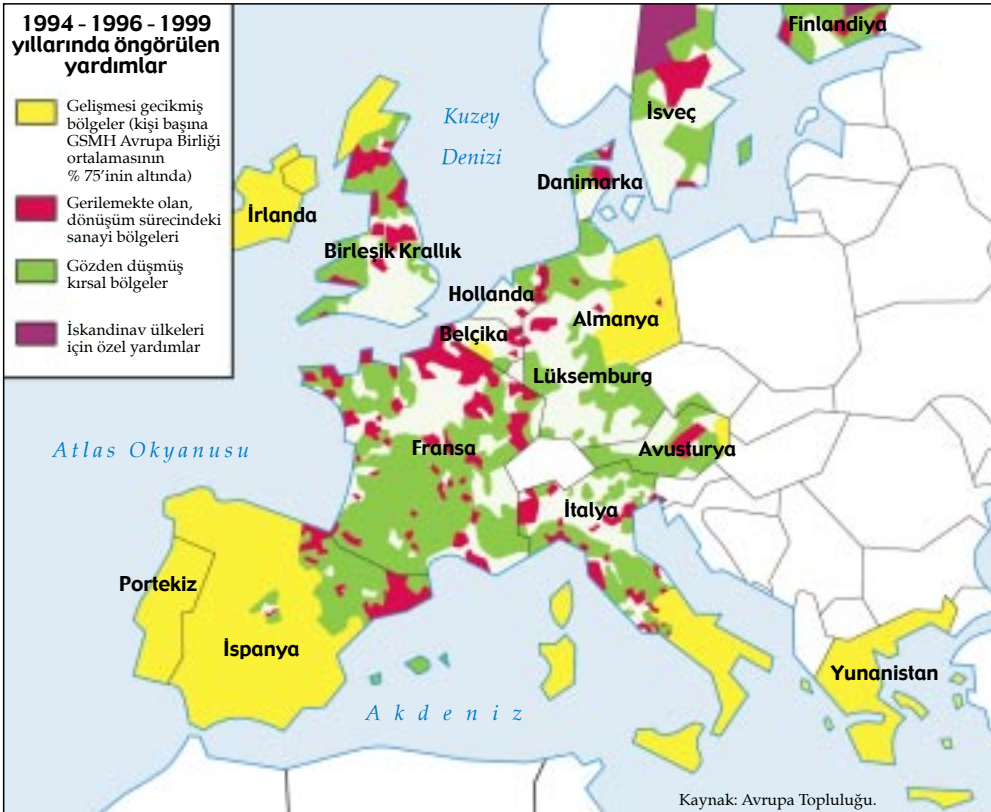 1994 - 1996 - 1999
yıllarında öngörülen
yardımlar
Gelişmesi gecikmiş
bölgeler (kişi başına
GSMH Avrupa Birliği
ortalamasının
% 75'inin altında)
Gerilemekte olan,
dönüşüm sürecindeki
sanayi bölgeleri
Gözden düşmüş
kırsal bölgeler
İskandinav ülkeleri
için özel yardımlar
Finlandiya
İsveç
Kuzey
Denizi
Danimarka
İrlanda
Birleşik Krallık
Hollanda
Almanya
Belçika
Lüksemburg
Atlas Okyanusu
Fransa
Avusturya
İtalya
Portekiz
İspanya
Yunanistan
Akdeniz
Kaynak: Avrupa Topluluğu.